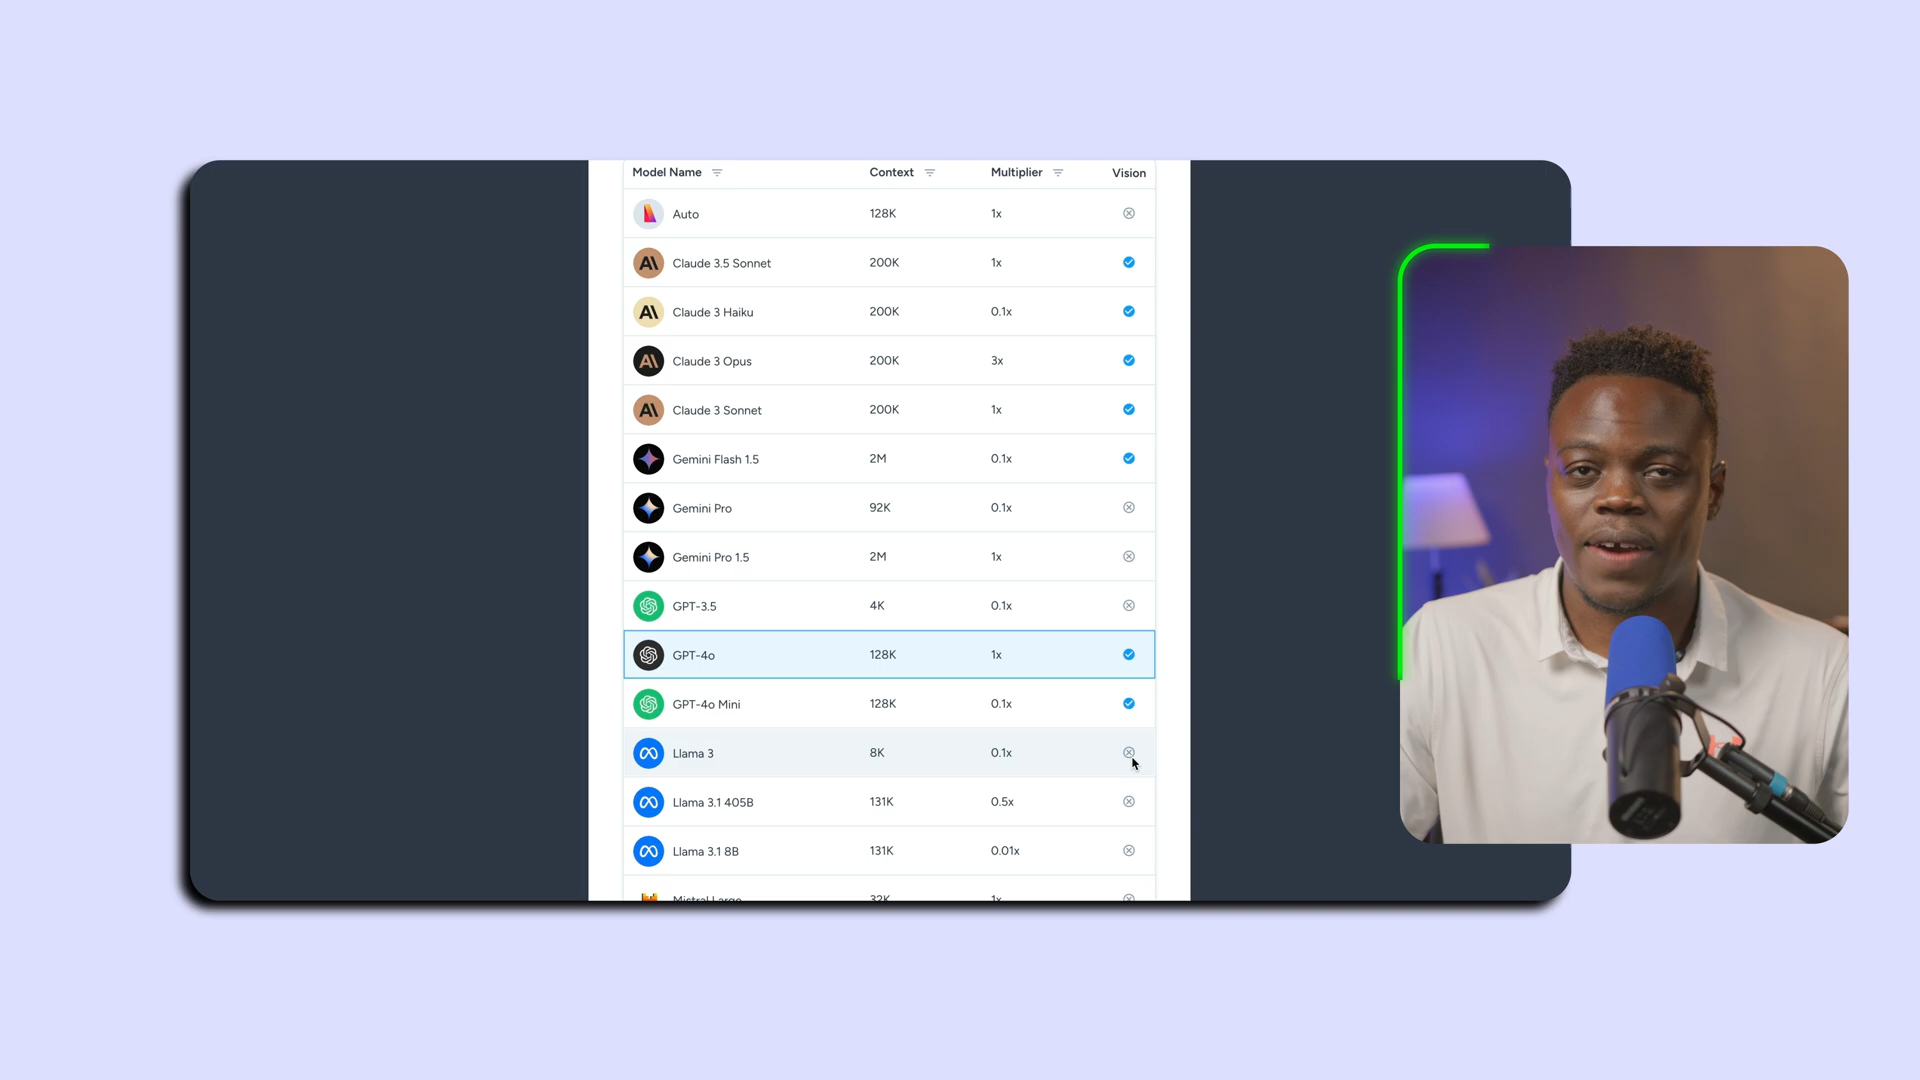 Model Name Context Multiplier Vision
Auto 128K 1x
Claude 3.5 Sonnet 200K 1x
Claude 3 Haiku 200K 0.1x
Claude 3 Opus 200K 3x
Claude 3 Sonnet 200K 1x
Gemini Flash 1.5 2M 0.1x
Gemini Pro 92K 0.1x
Gemini Pro 1.5 2M 1x
GPT-3.5 4K 0.1x
GPT-4o 128K 1x
GPT-4o Mini 128K 0.1x
Llama 3 8K 0.1x
Llama 3.1 405B 131K 0.5x
Llama 3.1 8B 131K 0.01x
Mistral Large 32K 1x